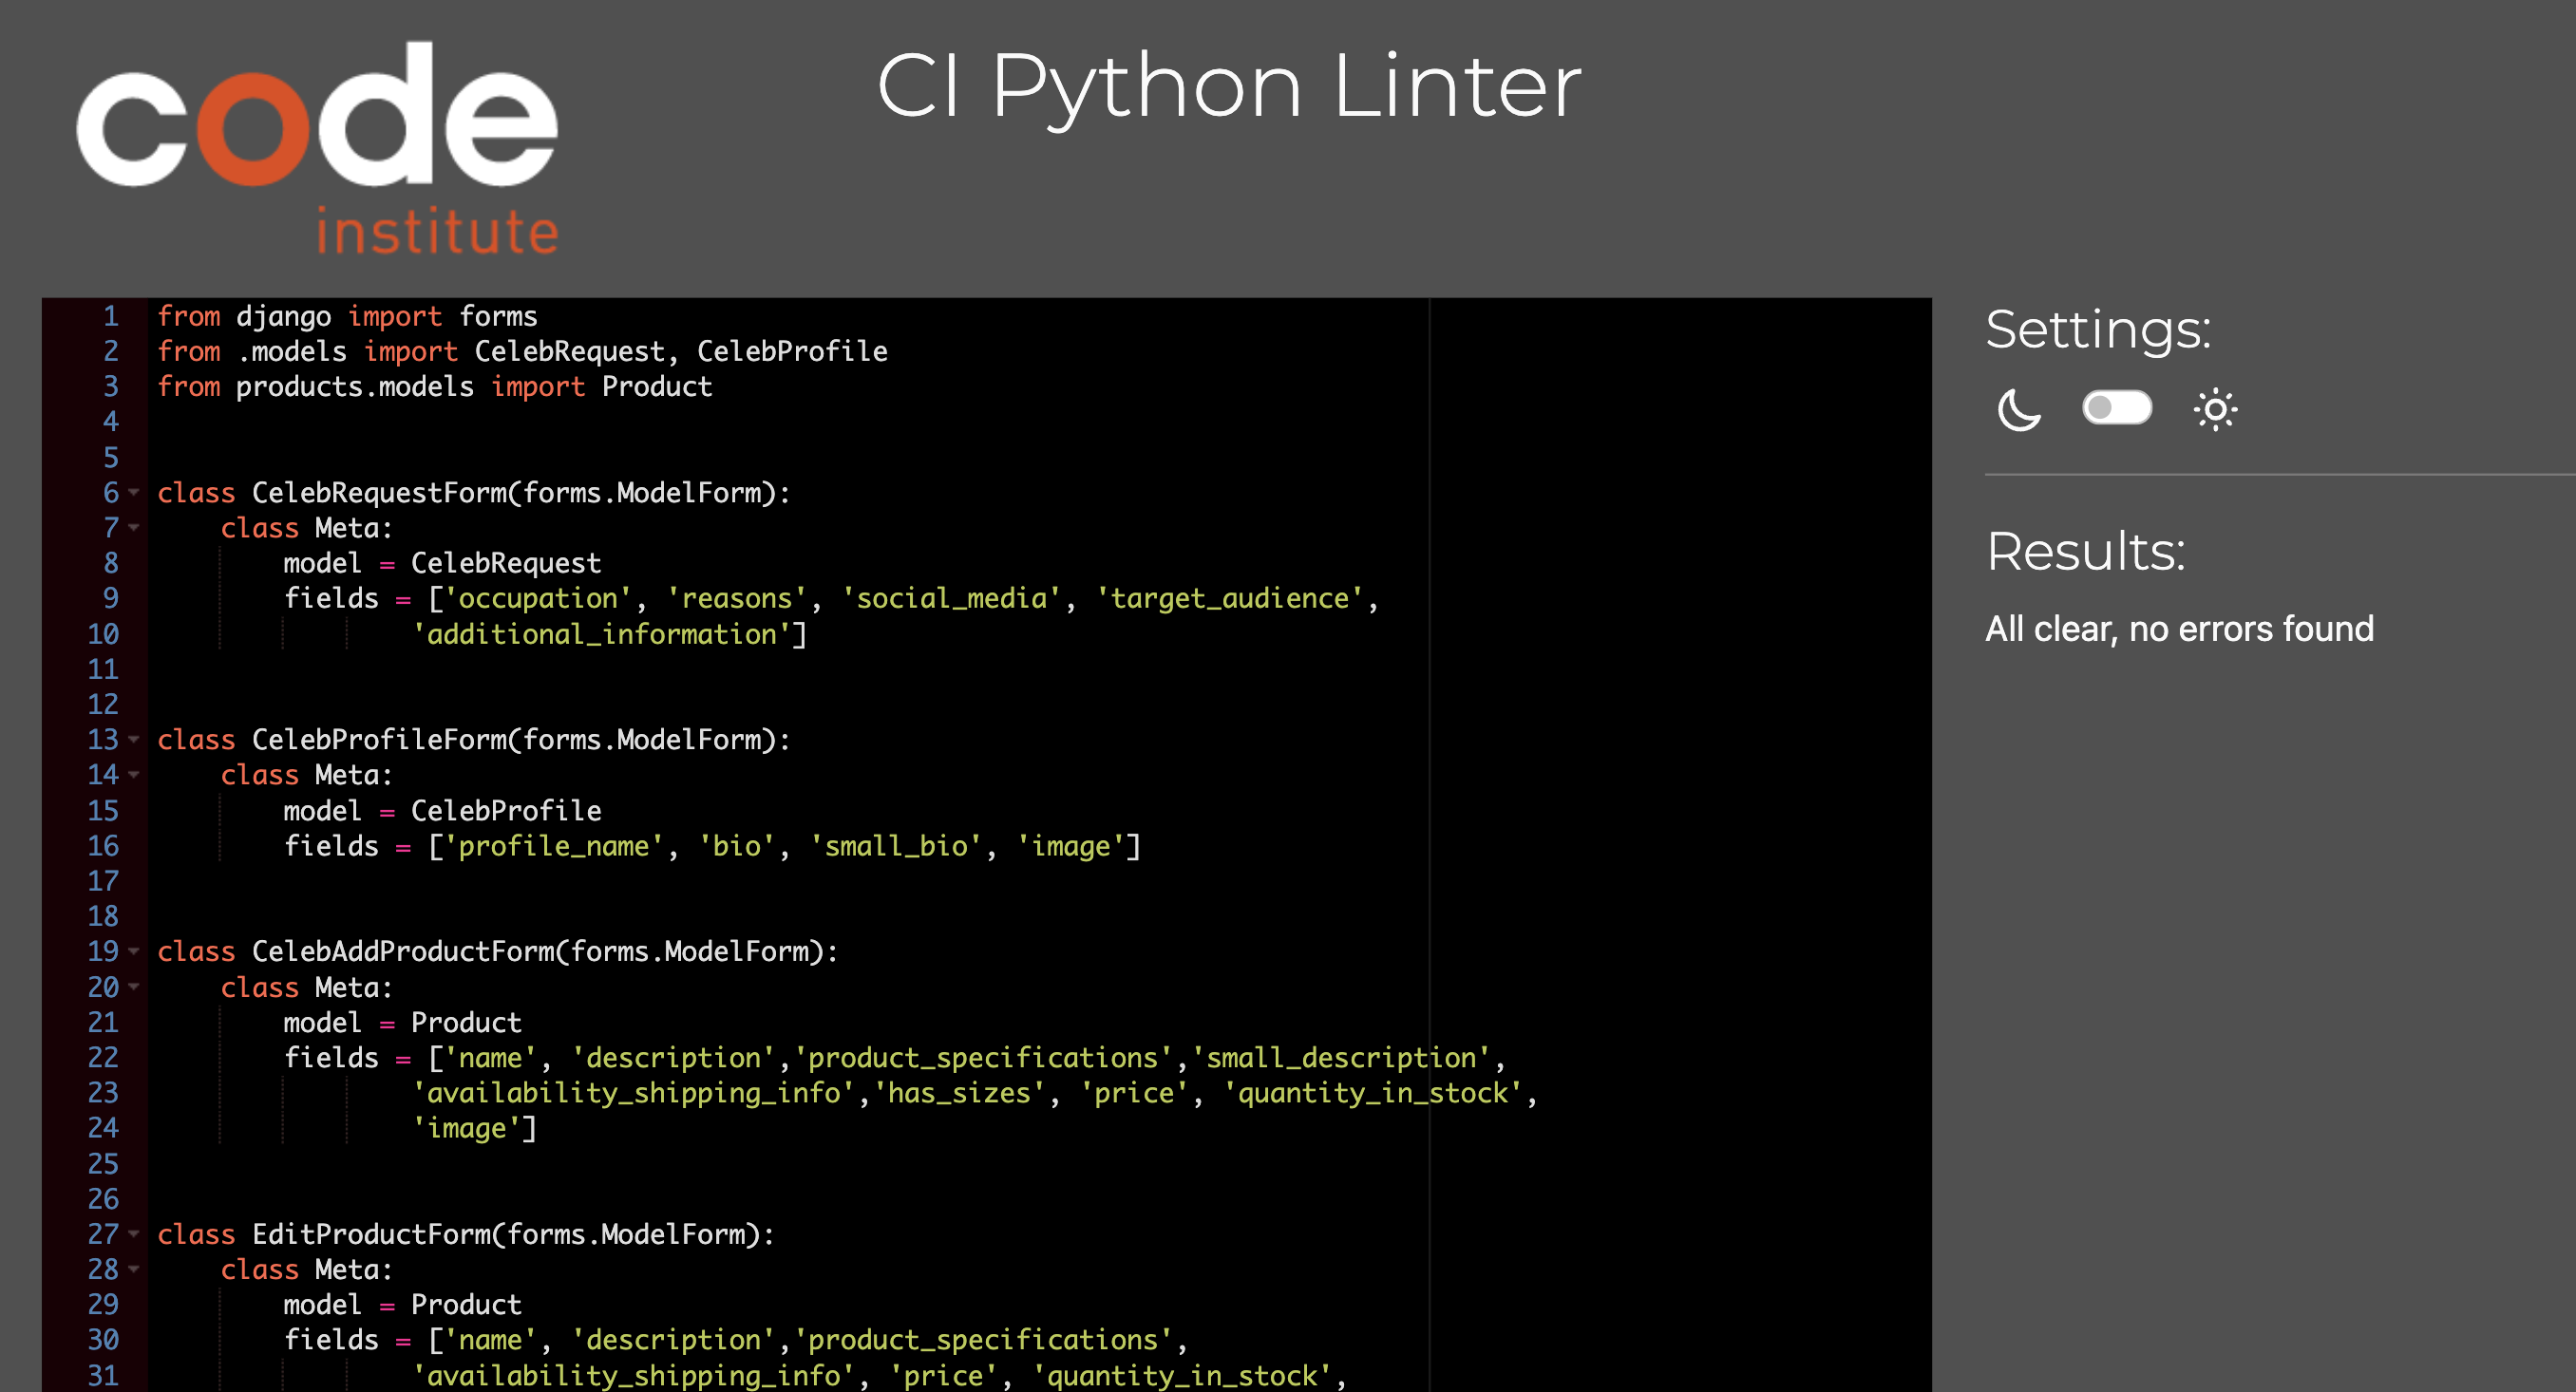 code
institute
CI Python Linter
1 from django import forms
2 from .models import CelebRequest, CelebProfile
3 from products.models import Product
4
5
6 class CelebRequestForm(forms.ModelForm):
7     class Meta:
8         model = CelebRequest
9         fields = ['occupation', 'reasons', 'social_media', 'target_audience',
10                 'additional_information']
11
12
13 class CelebProfileForm(forms.ModelForm):
14     class Meta:
15         model = CelebProfile
16         fields = ['profile_name', 'bio', 'small_bio', 'image']
17
18
19 class CelebAddProductForm(forms.ModelForm):
20     class Meta:
21         model = Product
22         fields = ['name', 'description','product_specifications','small_description',
23                 'availability_shipping_info','has_sizes', 'price', 'quantity_in_stock',
24                 'image']
25
26
27 class EditProductForm(forms.ModelForm):
28     class Meta:
29         model = Product
30         fields = ['name', 'description','product_specifications',
31                 'availability_shipping_info', 'price', 'quantity_in_stock',
Settings:
Results:
All clear, no errors found